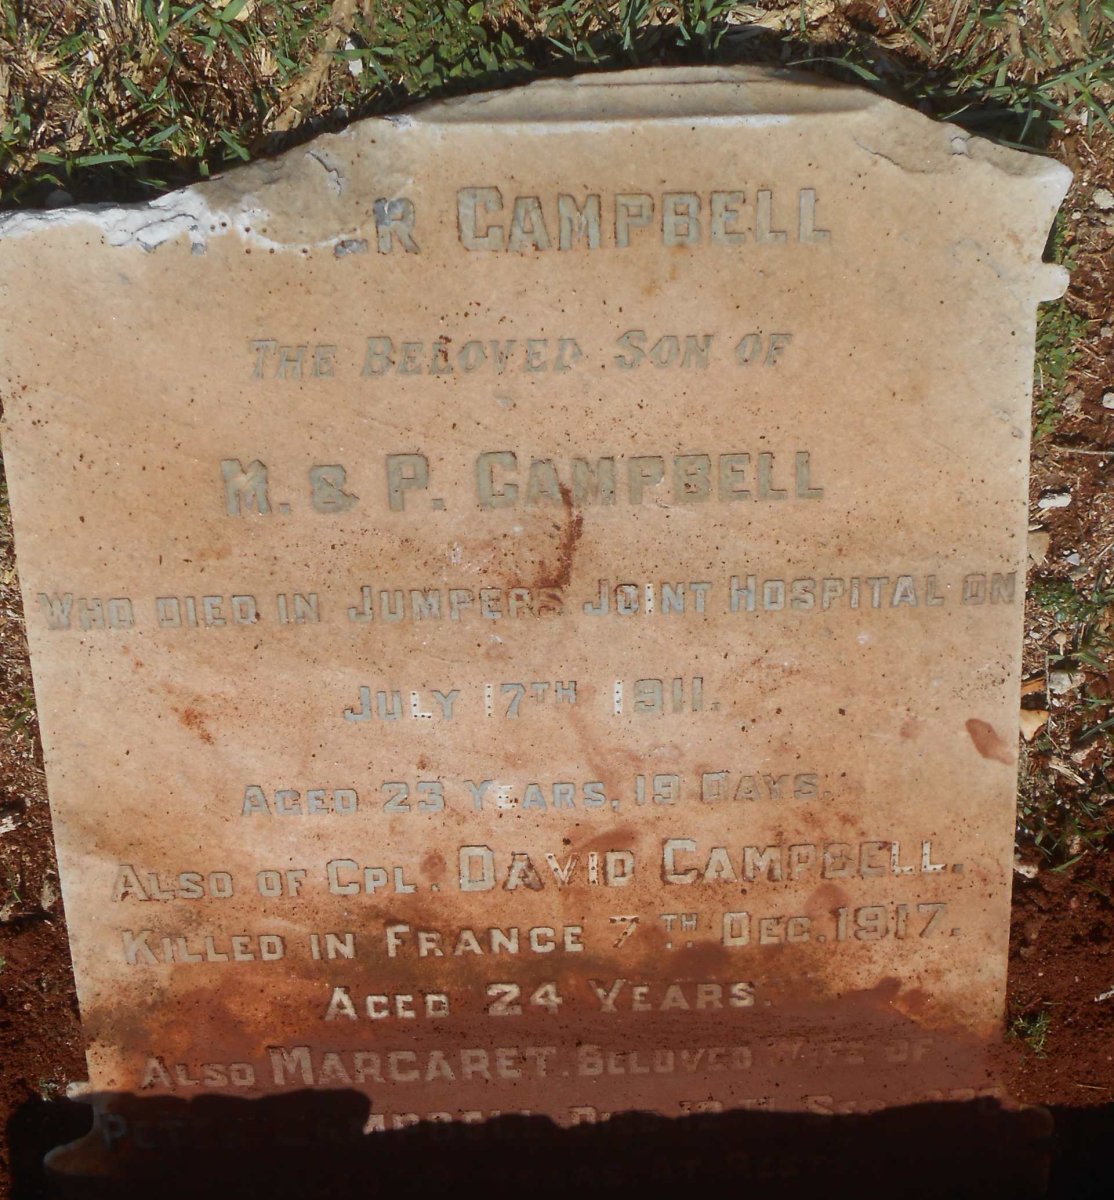 CAMPBELL
THE BELOVED SON OF
M. & P. CAMPBELL
WHO DIED IN JUMPERS JOINT HOSPITAL ON
JULY 17TH 1911.
AGED 23 YEARS, 19 DAYS.
ALSO OF CPL. DAVID CAMPBELL.
KILLED IN FRANCE 7TH DEC. 1917.
AGED 24 YEARS.
ALSO MARGARET. BELOVED WIFE OF
CAMPBELL